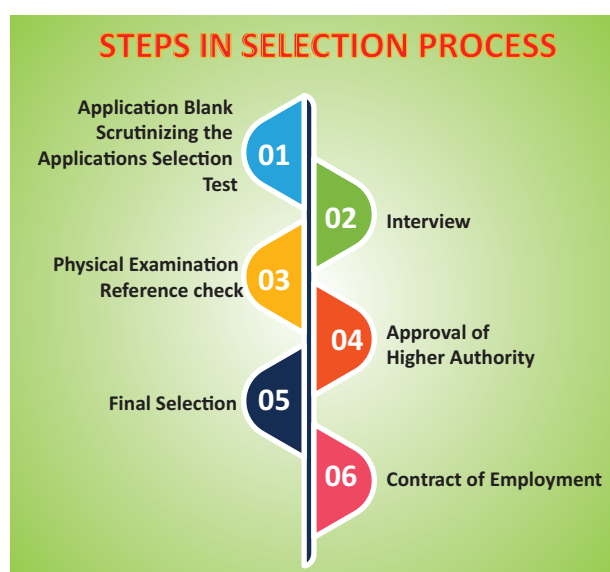 STEPS IN SELECTION PROCESS
Application Blank
Scrutinizing the
Applications Selection
Test
01
02
Interview
Physical Examination
Reference check
03
04
Approval of
Higher Authority
Final Selection
05
06
Contract of Employment